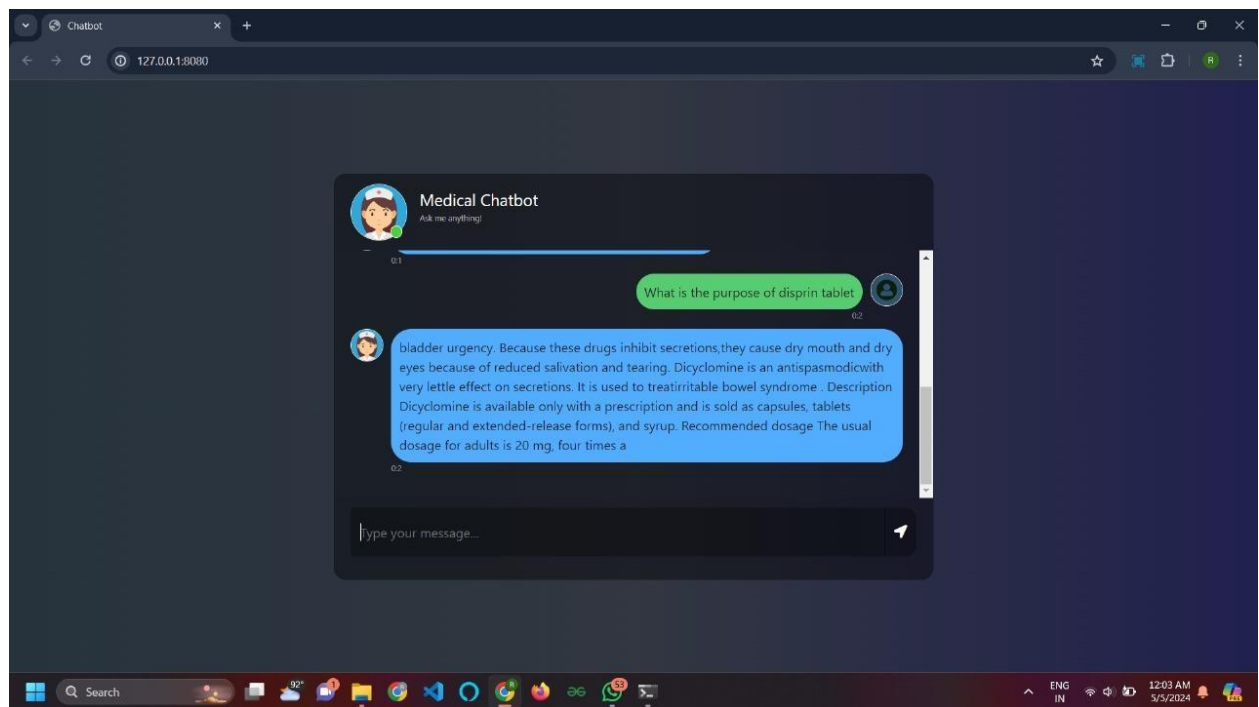 Chatbot
127.0.0.1:8080
R
Medical Chatbot
Ask me anything!
0:1
What is the purpose of disprin tablet
0:2
bladder urgency. Because these drugs inhibit secretions,they cause dry mouth and dry
eyes because of reduced salivation and tearing. Dicyclomine is an antispasmodicwith
very lettle effect on secretions. It is used to treatirritable bowel syndrome . Description
Dicyclomine is available only with a prescription and is sold as capsules, tablets
(regular and extended-release forms), and syrup. Recommended dosage The usual
dosage for adults is 20 mg, four times a
0:2
Type your message...
Search
92°
1
53
ENG
IN
12:03 AM
5/5/2024